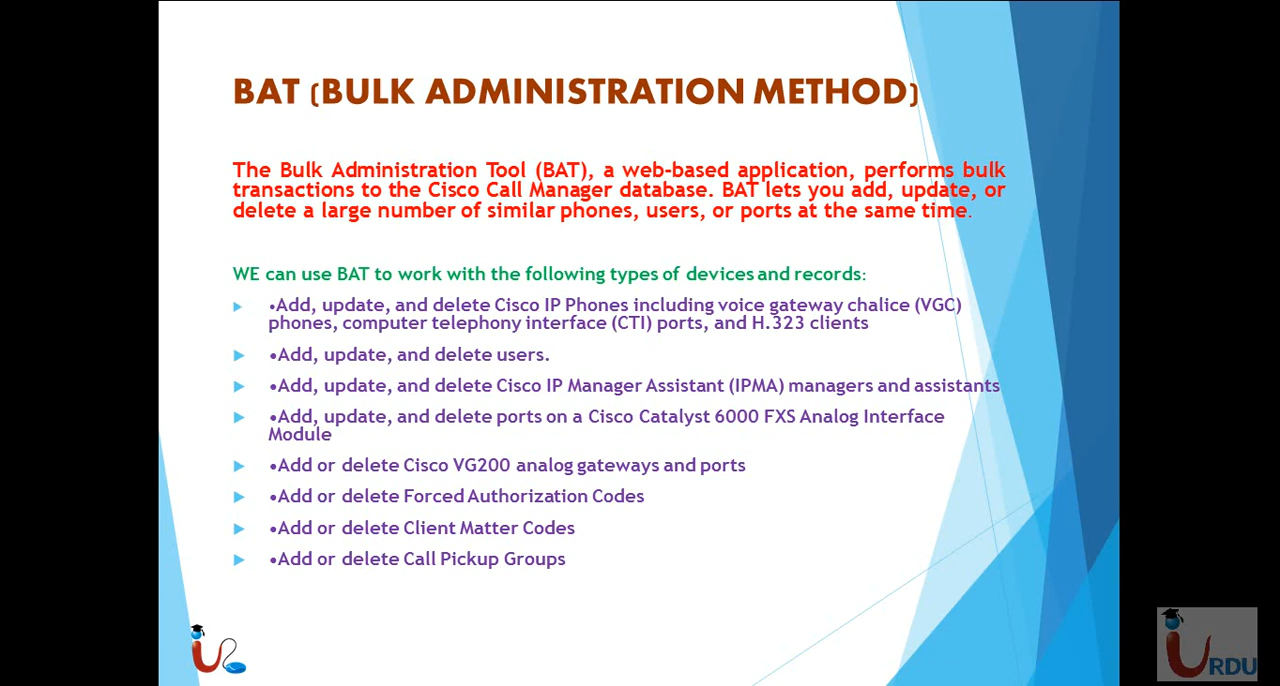 BAT (BULK ADMINISTRATION METHOD)
The Bulk Administration Tool (BAT), a web-based application, performs bulk
transactions to the Cisco Call Manager database. BAT lets you add, update, or
delete a large number of similar phones, users, or ports at the same time.
WE can use BAT to work with the following types of devices and records:
•Add, update, and delete Cisco IP Phones including voice gateway chalice (VGC)
phones, computer telephony interface (CTI) ports, and H.323 clients
•Add, update, and delete users.
•Add, update, and delete Cisco IP Manager Assistant (IPMA) managers and assistants
•Add, update, and delete ports on a Cisco Catalyst 6000 FXS Analog Interface
Module
•Add or delete Cisco VG200 analog gateways and ports
•Add or delete Forced Authorization Codes
•Add or delete Client Matter Codes
•Add or delete Call Pickup Groups
URDU